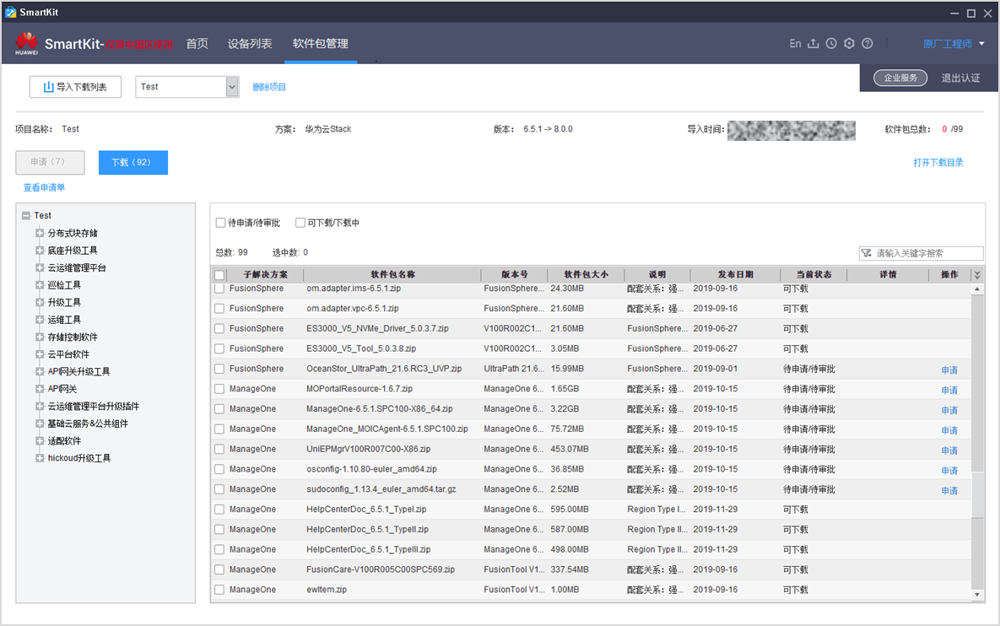 SmartKit
HUAWEI SmartKit-仅限中国区使用 首页 设备列表 软件包管理 En 原厂工程师
企业服务 退出认证
导入下载列表 Test 删除项目
项目名称： Test 方案： 华为云Stack 版本： 6.5.1 -> 8.0.0 导入时间： 软件包总数： 0 /99
申请（7） 下载（92） 打开下载目录
查看申请单
Test
分布式块存储
底座升级工具
云运维管理平台
巡检工具
升级工具
运维工具
存储控制软件
云平台软件
API网关升级工具
API网关
云运维管理平台升级插件
基础云服务&公共组件
适配软件
hickoud升级工具
待申请/待审批 可下载/下载中
总数: 99 选中数: 0 请输入关键字搜索
子解决方案 软件包名称 版本号 软件包大小 说明 发布日期 当前状态 详情 操作
FusionSphere om.adapter.ims-6.5.1.zip FusionSphere... 24.30MB 配套关系：强... 2019-09-16 可下载
FusionSphere om.adapter.vpc-6.5.1.zip FusionSphere... 21.60MB 配套关系：强... 2019-09-16 可下载
FusionSphere ES3000_V5_NVMe_Driver_5.0.3.7.zip V100R002C1... 21.60MB FusionSphere... 2019-06-27 可下载
FusionSphere ES3000_V5_Tool_5.0.3.8.zip V100R002C1... 3.05MB FusionSphere... 2019-06-27 可下载
FusionSphere OceanStor_UltraPath_21.6.RC3_UVP.zip UltraPath 21.6... 15.99MB FusionSphere... 2019-09-01 待申请/待审批 申请
ManageOne MOPortalResource-1.6.7.zip ManageOne 6... 1.65GB 配套关系：强... 2019-10-15 待申请/待审批 申请
ManageOne ManageOne-6.5.1.SPC100-X86_64.zip ManageOne 6... 3.22GB 配套关系：强... 2019-10-15 待申请/待审批 申请
ManageOne ManageOne_MOICAgent-6.5.1.SPC100.zip ManageOne 6... 75.72MB 配套关系：强... 2019-10-15 待申请/待审批 申请
ManageOne UniEPMgrV100R007C00-X86.zip ManageOne 6... 453.07MB 配套关系：强... 2019-10-15 待申请/待审批 申请
ManageOne osconfig-1.10.80-euler_amd64.zip ManageOne 6... 36.85MB 配套关系：强... 2019-10-15 待申请/待审批 申请
ManageOne sudoconfig_1.13.4_euler_amd64.tar.gz ManageOne 6... 2.52MB 配套关系：强... 2019-10-15 待申请/待审批 申请
ManageOne HelpCenterDoc_6.5.1_TypeI.zip ManageOne 6... 595.00MB Region Type I... 2019-11-29 可下载
ManageOne HelpCenterDoc_6.5.1_TypeII.zip ManageOne 6... 587.00MB Region Type II... 2019-11-29 可下载
ManageOne HelpCenterDoc_6.5.1_TypeIII.zip ManageOne 6... 498.00MB Region Type II... 2019-11-29 可下载
ManageOne FusionCare-V100R005C00SPC569.zip FusionTool V1... 337.54MB 配套关系：强... 2019-09-16 可下载
ManageOne ewItem.zip FusionTool V1... 1.00MB 配套关系：强... 2019-09-16 可下载